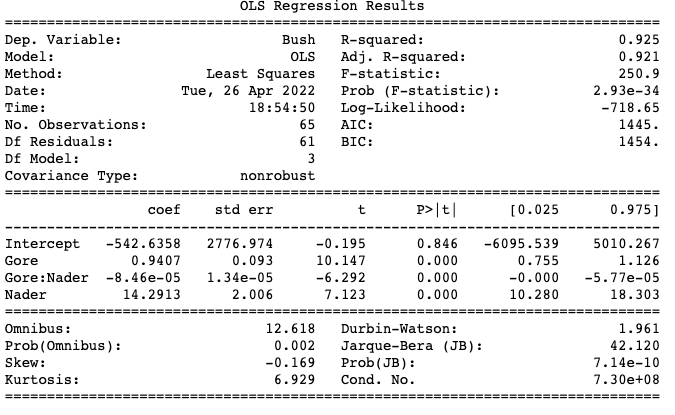 OLS Regression Results
==============================================================================
Dep. Variable: Bush R-squared: 0.925
Model: OLS Adj. R-squared: 0.921
Method: Least Squares F-statistic: 250.9
Date: Tue, 26 Apr 2022 Prob (F-statistic): 2.93e-34
Time: 18:54:50 Log-Likelihood: -718.65
No. Observations: 65 AIC: 1445.
Df Residuals: 61 BIC: 1454.
Df Model: 3
Covariance Type: nonrobust
==============================================================================
coef std err t P>|t| [0.025 0.975]
------------------------------------------------------------------------------
Intercept -542.6358 2776.974 -0.195 0.846 -6095.539 5010.267
Gore 0.9407 0.093 10.147 0.000 0.755 1.126
Gore:Nader -8.46e-05 1.34e-05 -6.292 0.000 -0.000 -5.77e-05
Nader 14.2913 2.006 7.123 0.000 10.280 18.303
==============================================================================
Omnibus: 12.618 Durbin-Watson: 1.961
Prob(Omnibus): 0.002 Jarque-Bera (JB): 42.120
Skew: -0.169 Prob(JB): 7.14e-10
Kurtosis: 6.929 Cond. No. 7.30e+08
==============================================================================